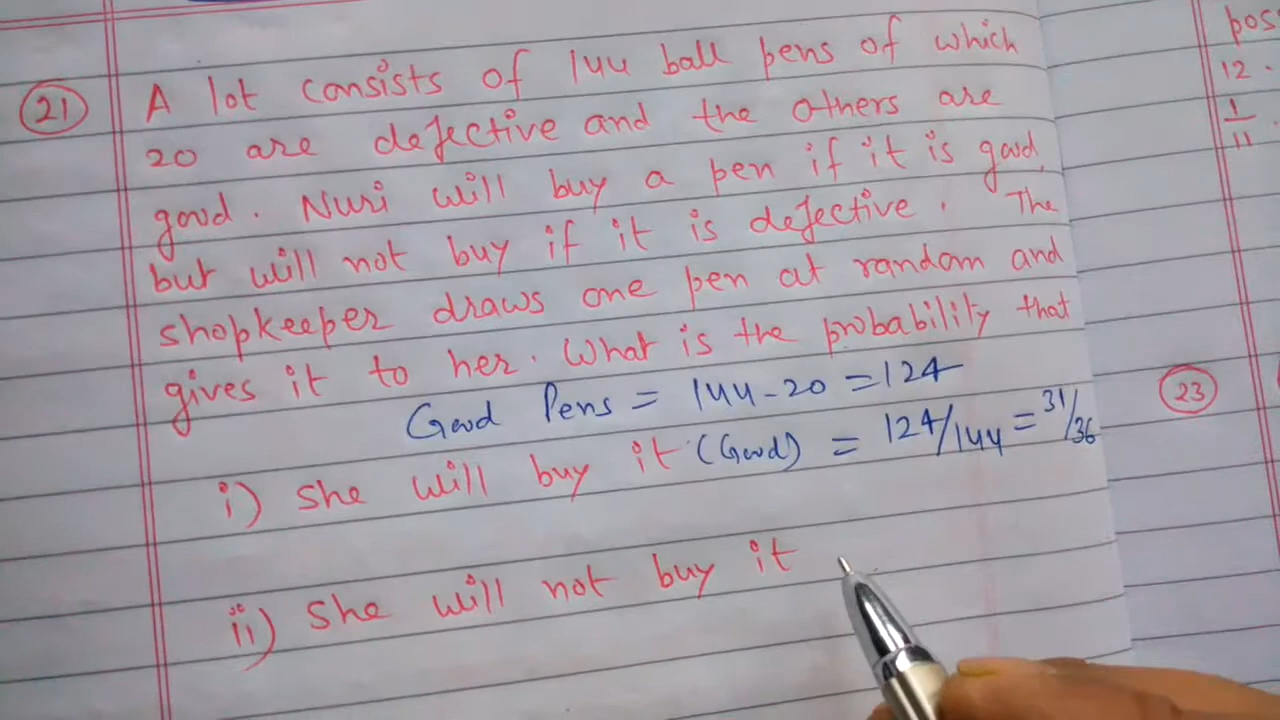 21 A lot consists of 144 ball pens of which
20 are defective and the others are
good. Nuri will buy a pen if it is good,
but will not buy if it is defective. The
shopkeeper draws one pen at random and
gives it to her. What is the probability that
Good Pens = 144-20 = 124
i) She will buy it (Good) = 124/144 = 31/36
ii) She will not buy it
12.
1/11
23